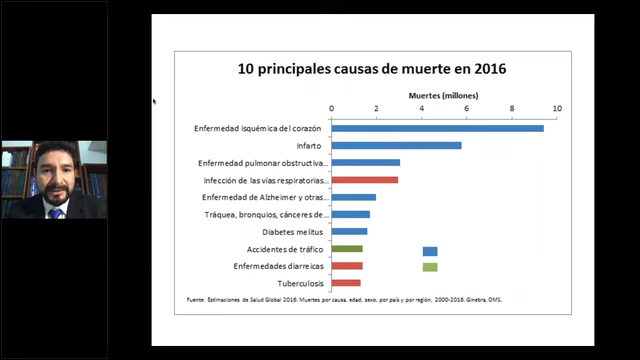 10 principales causas de muerte en 2016
Muertes (millones)
0 2 4 6 8 10
Enfermedad isquémica del corazón
Infarto
Enfermedad pulmonar obstructiva...
Infección de las vías respiratorias...
Enfermedad de Alzheimer y otras...
Tráquea, bronquios, cánceres de...
Diabetes melitus
Accidentes de tráfico
Enfermedades diarreicas
Tuberculosis
Fuente: Estimaciones de Salud Global 2016: Muertes por causa, edad, sexo, por país y por región, 2000-2016. Ginebra, OMS.